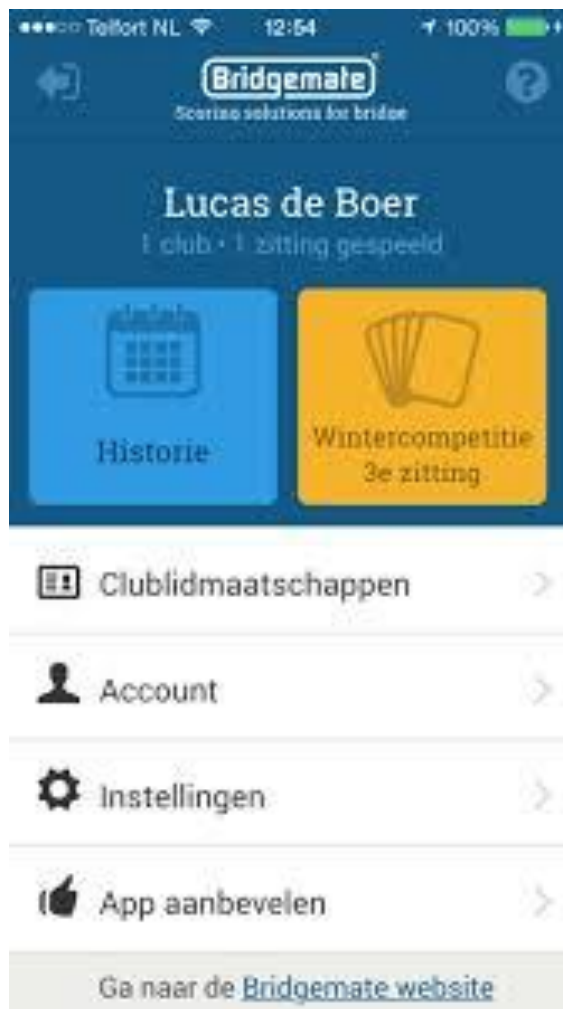 Telfort NL 12:54 100%
Bridgemate
Scoring solutions for bridge
Lucas de Boer
1 club • 1 zitting gespeeld
Historie
Wintercompetitie
3e zitting
Clublidmaatschappen
Account
Instellingen
App aanbevelen
Ga naar de Bridgemate website